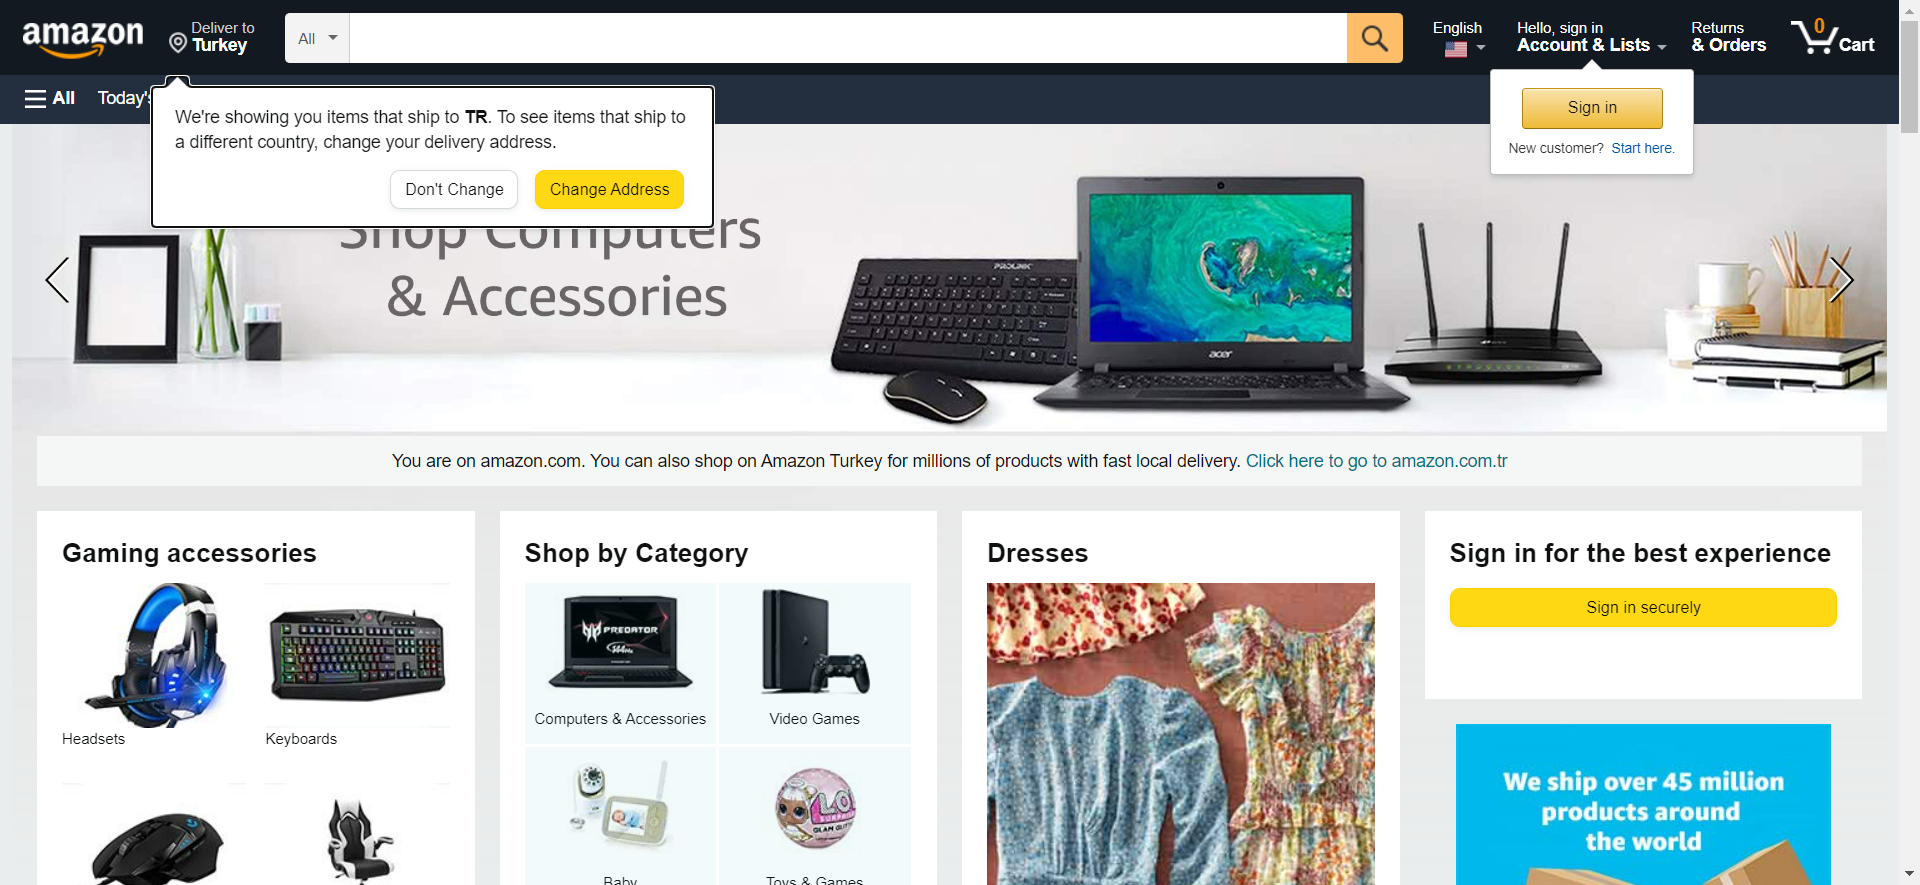 amazon
Deliver to
Turkey
All
English
Hello, sign in
Account & Lists
Returns
& Orders
0
Cart
All
Today's
We're showing you items that ship to TR. To see items that ship to
a different country, change your delivery address.
Don't Change
Change Address
Sign in
New customer? Start here.
Shop Computers
& Accessories
PROLINK
acer
You are on amazon.com. You can also shop on Amazon Turkey for millions of products with fast local delivery. Click here to go to amazon.com.tr
Gaming accessories
Headsets
Keyboards
Shop by Category
PREDATOR
144Hz
Computers & Accessories
Video Games
L.O.L.
SURPRISE
GLAM GLITTER
Baby
Toys & Games
Dresses
Sign in for the best experience
Sign in securely
We ship over 45 million
products around
the world